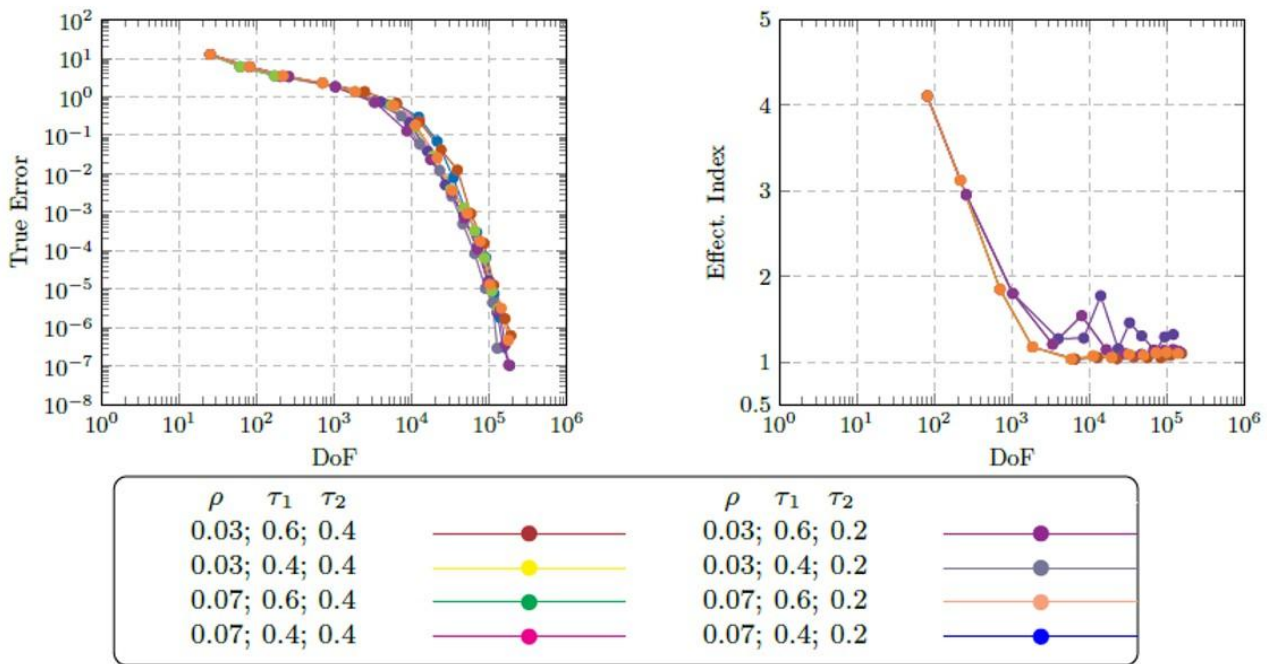 10^2
10^1
10^0
10^-1
10^-2
10^-3
10^-4
10^-5
10^-6
10^-7
10^-8
True Error
10^0 10^1 10^2 10^3 10^4 10^5 10^6
DoF
5
4
3
2
1
0.5
Effect. Index
10^0 10^1 10^2 10^3 10^4 10^5 10^6
DoF
ρ τ1 τ2
0.03; 0.6; 0.4
0.03; 0.4; 0.4
0.07; 0.6; 0.4
0.07; 0.4; 0.4
ρ τ1 τ2
0.03; 0.6; 0.2
0.03; 0.4; 0.2
0.07; 0.6; 0.2
0.07; 0.4; 0.2